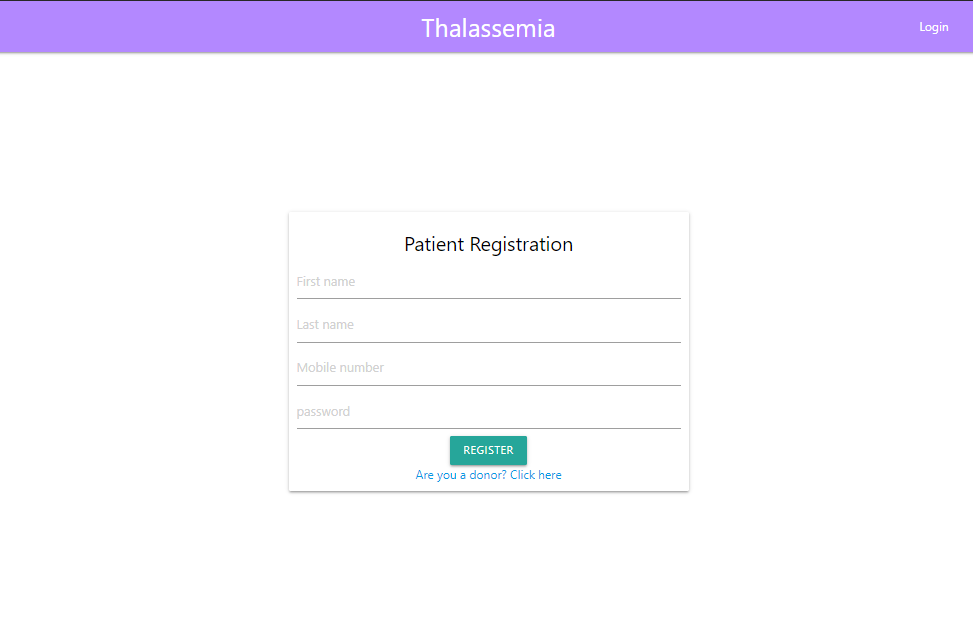 Thalassemia
Login
Patient Registration
First name
Last name
Mobile number
password
REGISTER
Are you a donor? Click here